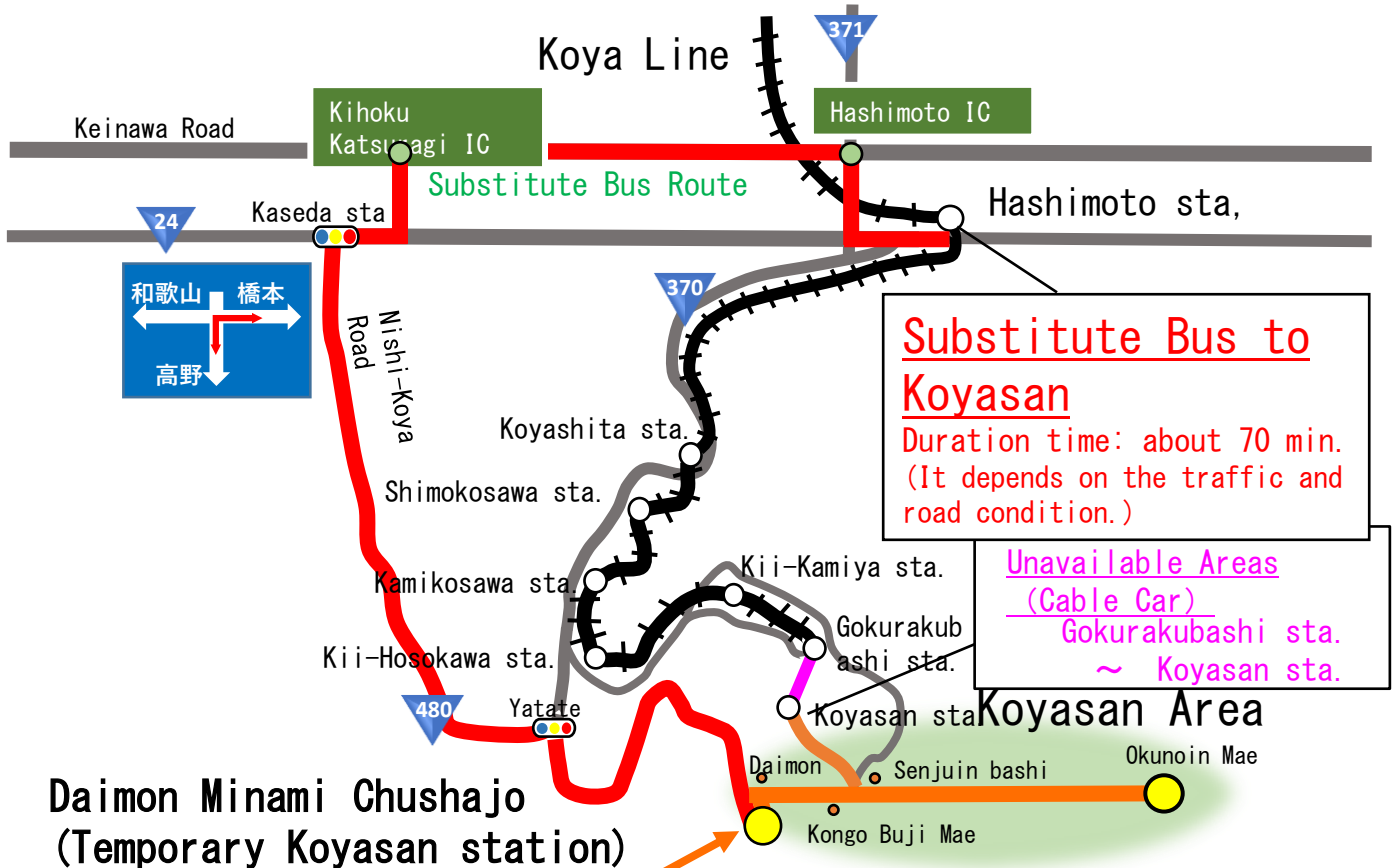 371
Koya Line
Kihoku
Katsuragi IC
Hashimoto IC
Keinawa Road
Substitute Bus Route
Kaseda sta
Hashimoto sta,
24
370
和歌山
橋本
高野
Nishi-Koya
Road
Substitute Bus to
Koyasan
Duration time: about 70 min.
(It depends on the traffic and
road condition.)
Koyashita sta.
Shimokosawa sta.
Kamikosawa sta.
Kii-Kamiya sta.
Unavailable Areas
(Cable Car)
Gokurakubashi sta.
～ Koyasan sta.
Gokurakub
ashi sta.
Kii-Hosokawa sta.
480
Yatate
Koyasan sta
Koyasan Area
Daimon
Senjuin bashi
Okunoin Mae
Kongo Buji Mae
Daimon Minami Chushajo
(Temporary Koyasan station)